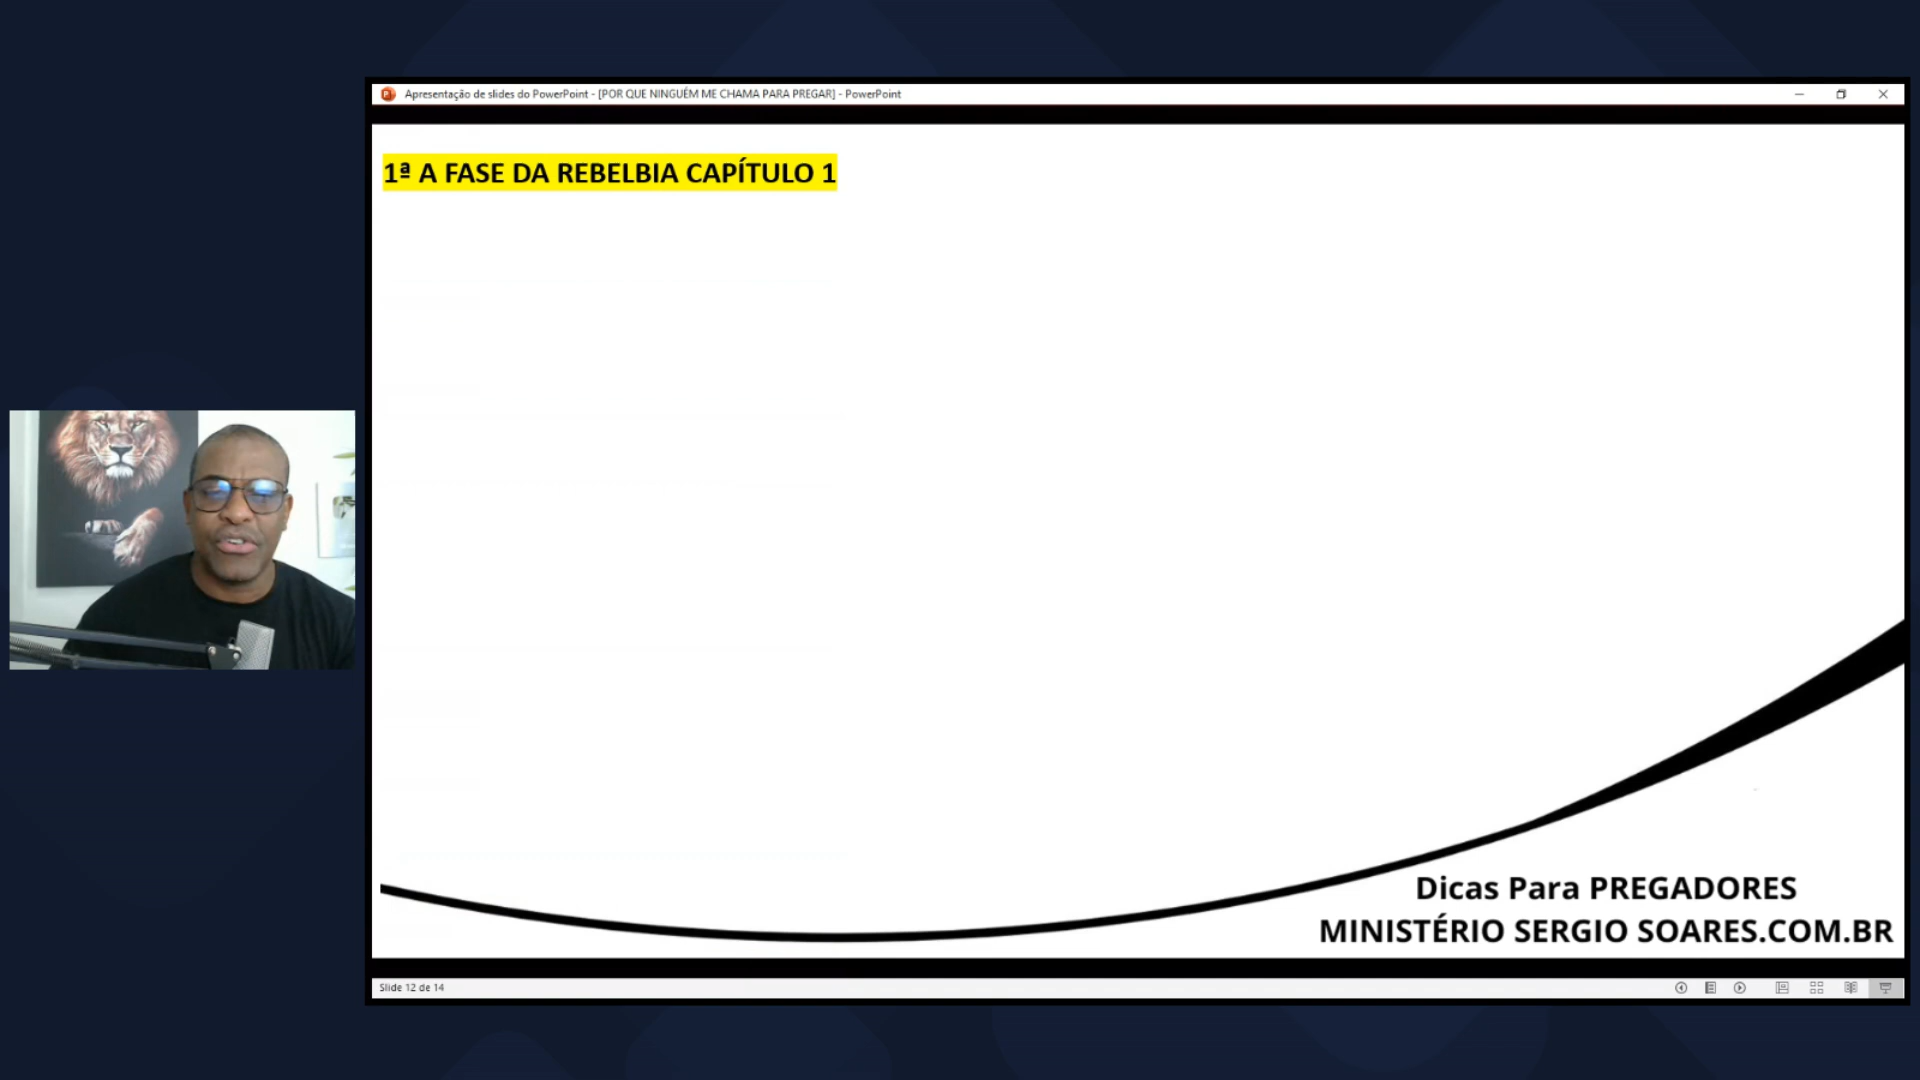 Apresentação de slides do PowerPoint - [POR QUE NINGUÉM ME CHAMA PARA PREGAR] - PowerPoint
1ª A FASE DA REBELBIA CAPÍTULO 1
Dicas Para PREGADORES
MINISTÉRIO SERGIO SOARES.COM.BR
Slide 12 de 14